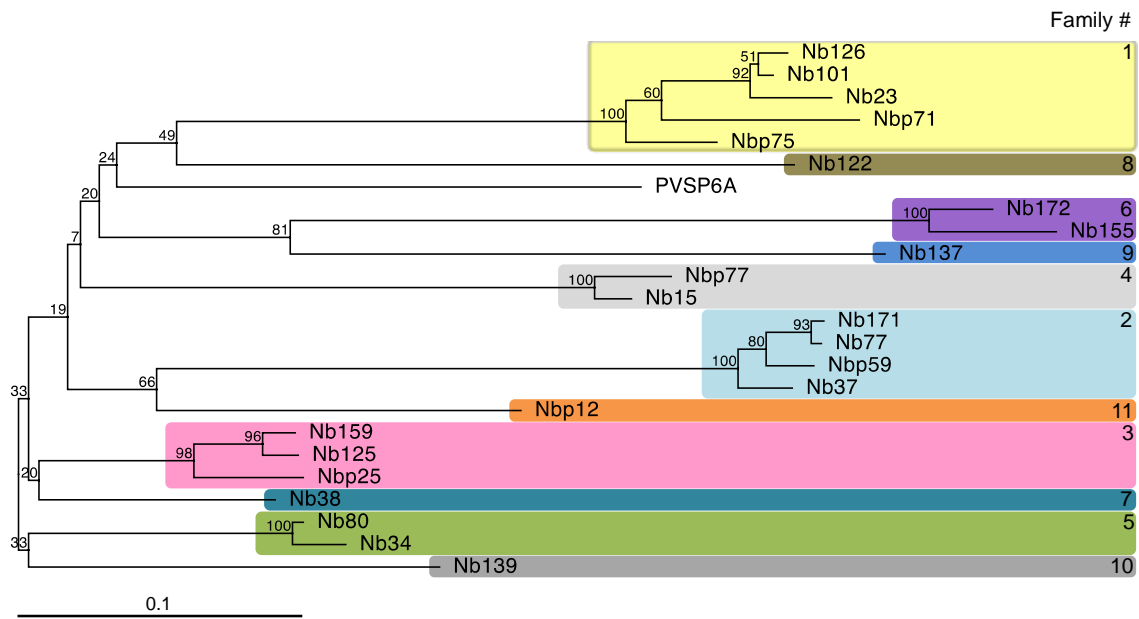 Family #
Nb126 1
51
Nb101
92
Nb23
60
Nbp71
100
Nbp75
49
24
Nb122 8
PVSP6A
20
Nb172 6
100
Nb155
81
7
Nb137 9
Nbp77 4
100
Nb15
19
Nb171 2
93
Nb77
80
Nbp59
100
Nb37
66
33
Nbp12 11
Nb159 3
96
Nb125
98
Nbp25
20
Nb38 7
Nb80 5
100
Nb34
33
Nb139 10
0.1